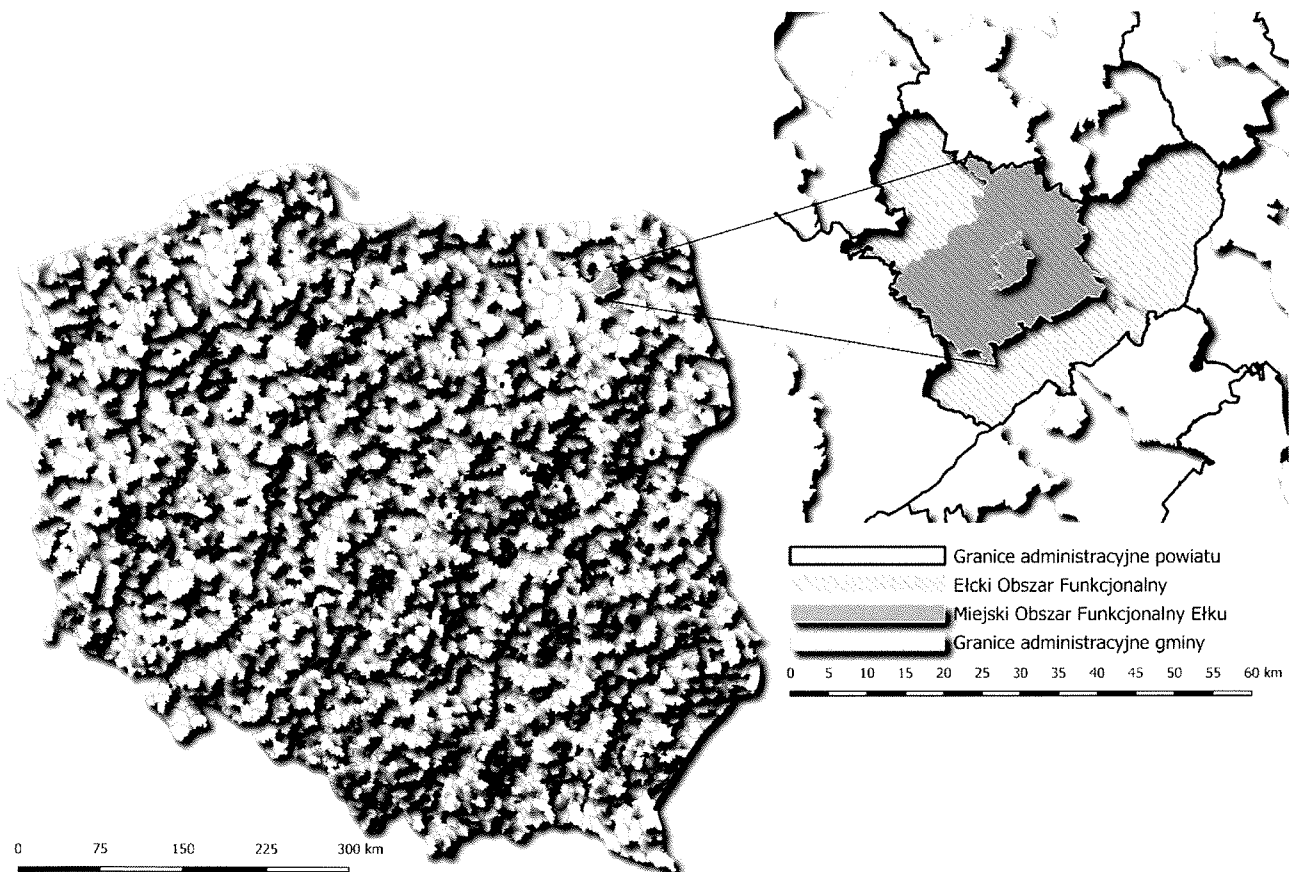 Granice administracyjne powiatu
Ełcki Obszar Funkcjonalny
Miejski Obszar Funkcjonalny Ełku
Granice administracyjne gminy
0 5 10 15 20 25 30 35 40 45 50 55 60 km
0 75 150 225 300 km